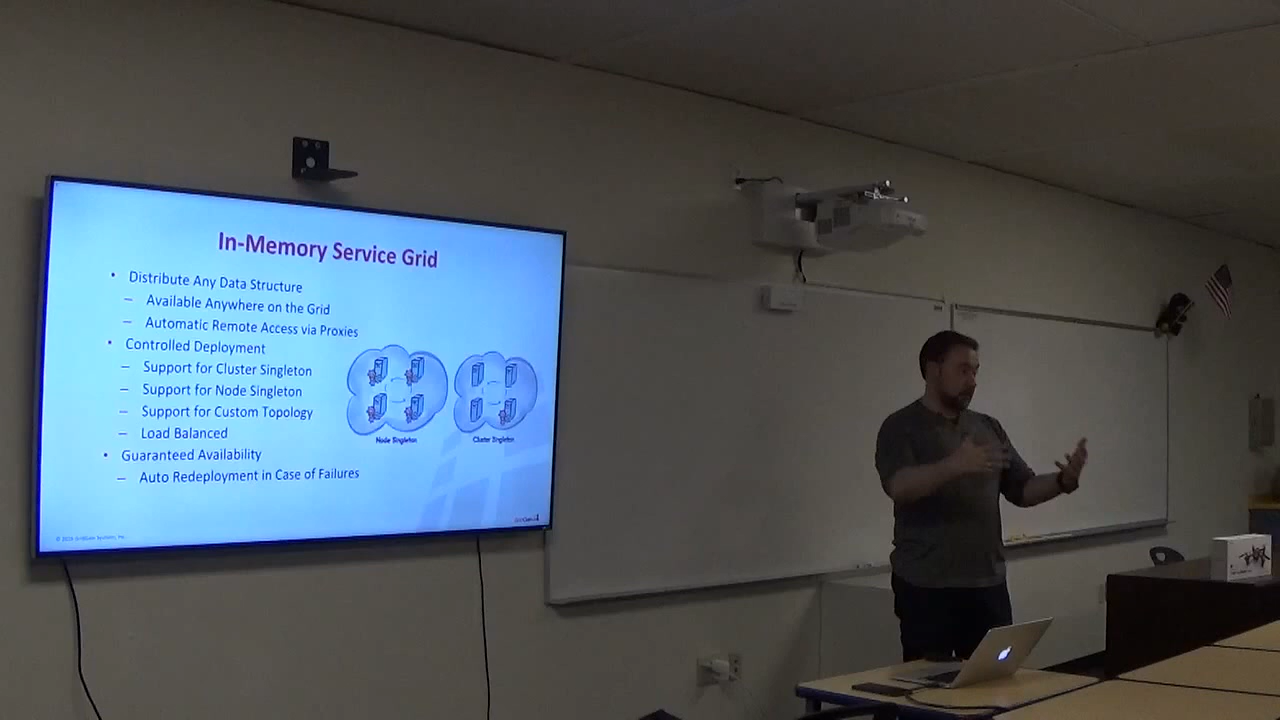 In-Memory Service Grid
• Distribute Any Data Structure
– Available Anywhere on the Grid
– Automatic Remote Access via Proxies
• Controlled Deployment
– Support for Cluster Singleton
– Support for Node Singleton
– Support for Custom Topology
– Load Balanced
• Guaranteed Availability
– Auto Redeployment in Case of Failures
Node Singleton
Cluster Singleton